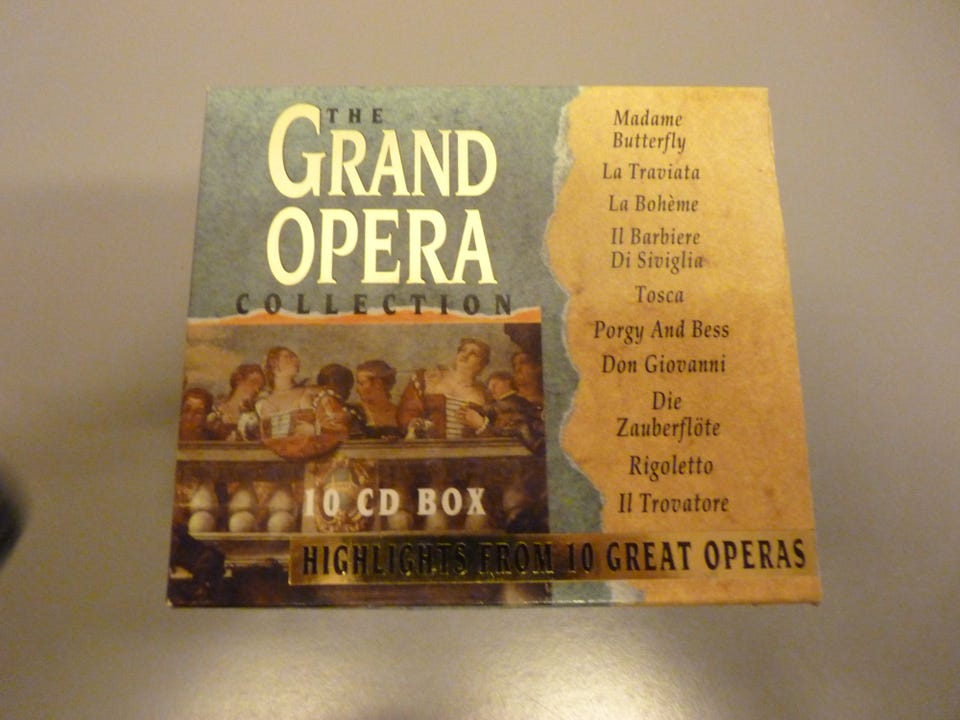 THE
GRAND
OPERA
COLLECTION
10 CD BOX
HIGHLIGHTS FROM 10 GREAT OPERAS
Madame
Butterfly
La Traviata
La Bohème
Il Barbiere
Di Siviglia
Tosca
Porgy And Bess
Don Giovanni
Die
Zauberflöte
Rigoletto
Il Trovatore